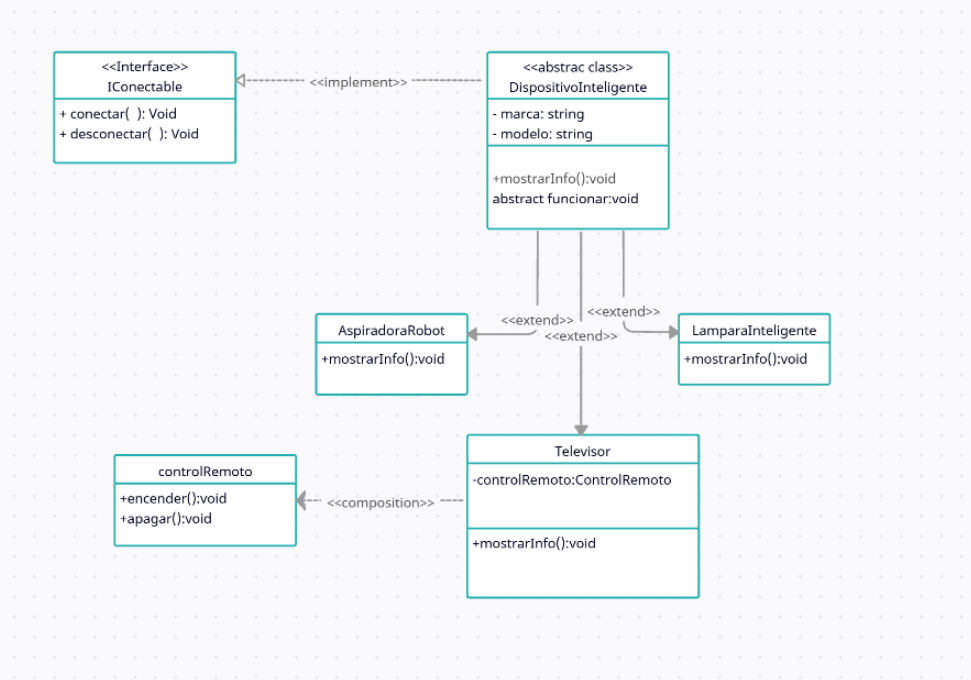 <<Interface>>
IConectable
+ conectar(  ): Void
+ desconectar(  ): Void
<<implement>>
<<abstrac class>>
DispositivoInteligente
- marca: string
- modelo: string
+mostrarInfo():void
abstract funcionar:void
<<extend>>
<<extend>>
<<extend>>
AspiradoraRobot
+mostrarInfo():void
LamparaInteligente
+mostrarInfo():void
controlRemoto
+encender():void
+apagar():void
<<composition>>
Televisor
-controlRemoto:ControlRemoto
+mostrarInfo():void